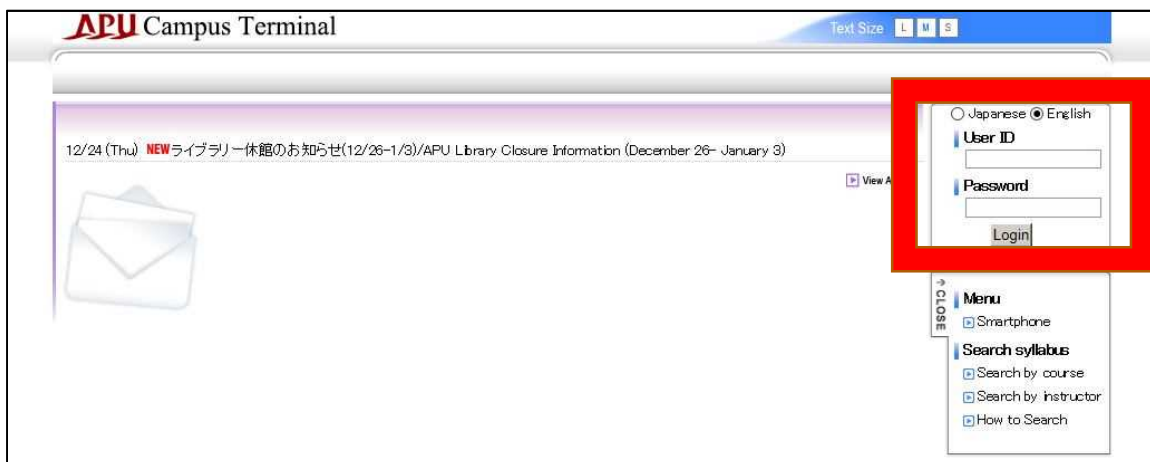 APU Campus Terminal
Text Size L M S
Japanese English
User ID
Password
Login
12/24 (Thu) NEWライブラリー休館のお知らせ(12/26-1/3)/APU Library Closure Information (December 26- January 3)
View A
CLOSE
Menu
Smartphone
Search syllabus
Search by course
Search by instructor
How to Search